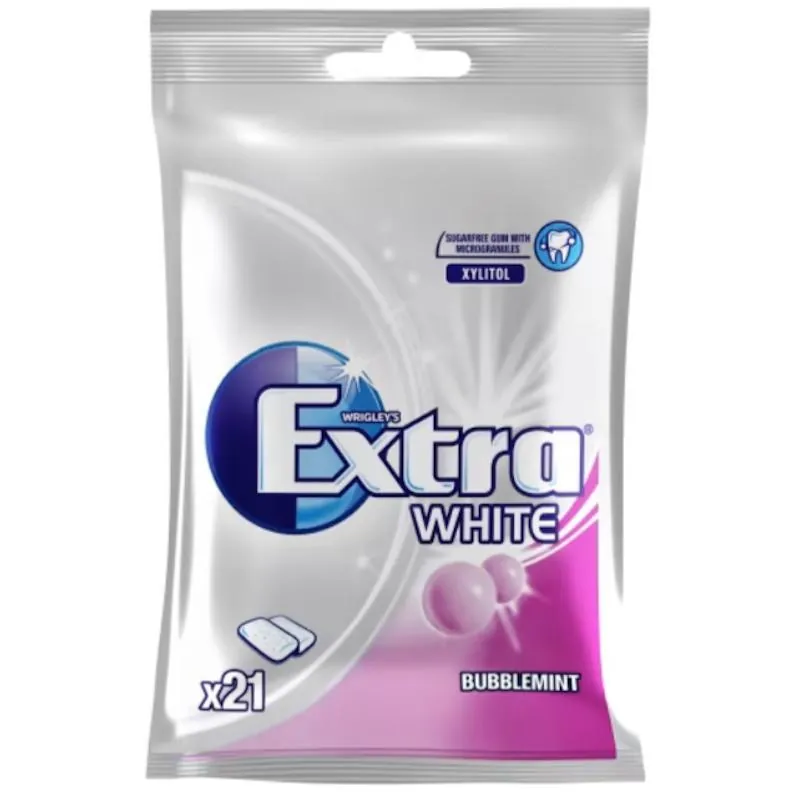 SUGARFREE GUM WITH
MICROGRANULES
XYLITOL
WRIGLEY'S
Extra®
WHITE
x21
BUBBLEMINT